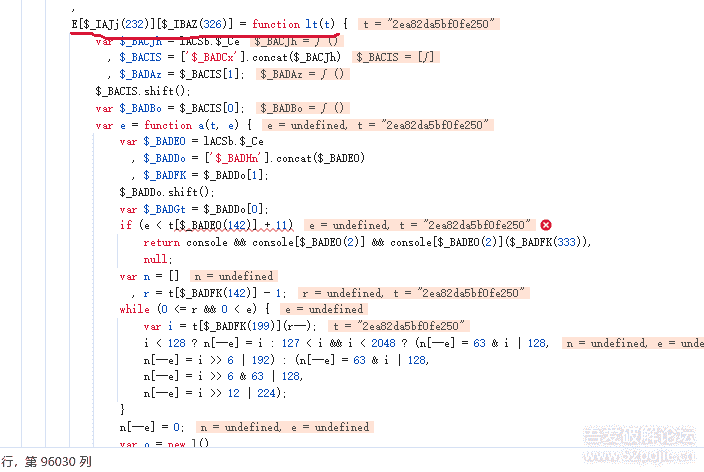 ,
E[$_IAJj(232)][$_IBAZ(326)] = function lt(t) { t = "2ea82da5bf0fe250"
var $_BACJh = lACSb.$_Ce $_BACJh = ƒ ()
, $_BACIS = ['$_BADCx'].concat($_BACJh) $_BACIS = [ƒ]
, $_BADAz = $_BACIS[1]; $_BADAz = ƒ ()
$_BACIS.shift();
var $_BADBo = $_BACIS[0]; $_BADBo = ƒ ()
var e = function a(t, e) { e = undefined, t = "2ea82da5bf0fe250"
var $_BADEO = lACSb.$_Ce
, $_BADDo = ['$_BADHn'].concat($_BADEO)
, $_BADFK = $_BADDo[1];
$_BADDo.shift();
var $_BADGt = $_BADDo[0];
if (e < t[$_BADEO(142)] + 11) e = undefined, t = "2ea82da5bf0fe250"
return console && console[$_BADEO(2)] && console[$_BADEO(2)]($_BADFK(333)),
null;
var n = [] n = undefined
, r = t[$_BADFK(142)] - 1; r = undefined, t = "2ea82da5bf0fe250"
while (0 <= r && 0 < e) { e = undefined
var i = t[$_BADFK(199)](r--); t = "2ea82da5bf0fe250"
i < 128 ? n[--e] = i : 127 < i && i < 2048 ? (n[--e] = 63 & i | 128, n = undefined, e = unde
n[--e] = i >> 6 | 192) : (n[--e] = 63 & i | 128,
n[--e] = i >> 6 & 63 | 128,
n[--e] = i >> 12 | 224);
}
n[--e] = 0; n = undefined, e = undefined
var o = new l()
行，第 96030 列
吾爱破解论坛
www.52pojie.cn